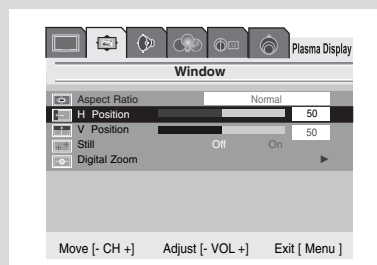 Plasma Display
Window
Aspect Ratio Normal
H Position 50
V Position 50
Still Off On
Digital Zoom
Move [- CH +] Adjust [- VOL +] Exit [ Menu ]